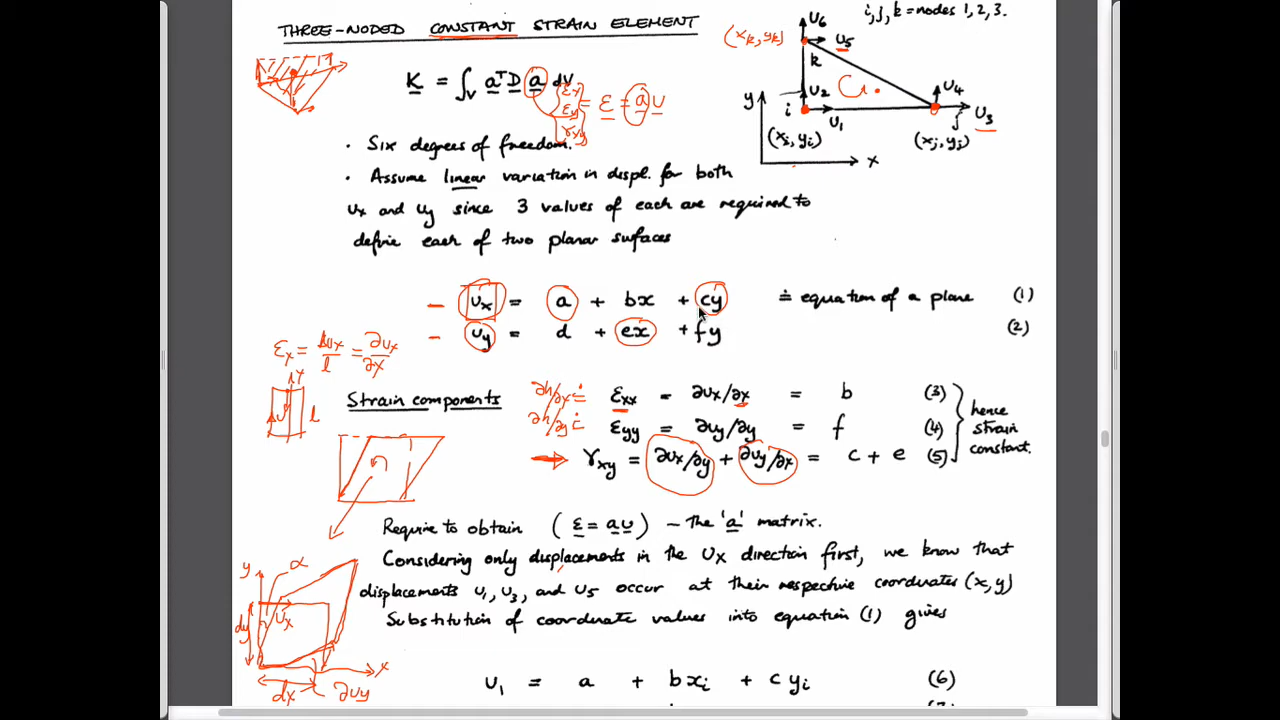 THREE-NODED CONSTANT STRAIN ELEMENT
K = ∫V aᵀ D a dV
εx
εy
γxy
= ε = a u
(xk, yk)
U6
U5
k
i, j, k = nodes 1, 2, 3.
y
U2
i
U1
(xi, yi)
U4
U3
j
(xj, yj)
x
· Six degrees of freedom.
· Assume linear variation in displ. for both
ux and uy since 3 values of each are required to
define each of two planar surfaces
- ux = a + bx + cy ≐ equation of a plane (1)
- uy = d + ex + fy (2)
εx = /l = ∂ux/∂x
l
Strain components
∂h/∂x ≐ εxx = ∂ux/∂x = b (3)
∂h/∂y ≐ εyy = ∂uy/∂y = f (4)
→ γxy = ∂ux/∂y + ∂uy/∂x = c + e (5)
hence
strain
constant.
Require to obtain (ε = a u) - the 'a' matrix.
Considering only displacements in the Ux direction first, we know that
displacements U1, U3, and U5 occur at their respective coordinates (x, y)
Substitution of coordinate values into equation (1) gives
y
α
Ux
dy
x
dx
∂uy
U1 = a + b xi + c yi (6)